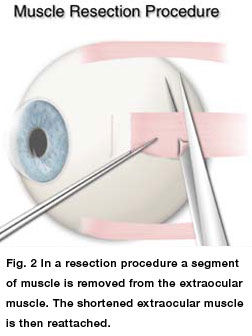 Muscle Resection Procedure
Fig. 2 In a resection procedure a segment
of muscle is removed from the extraocular
muscle. The shortened extraocular muscle
is then reattached.